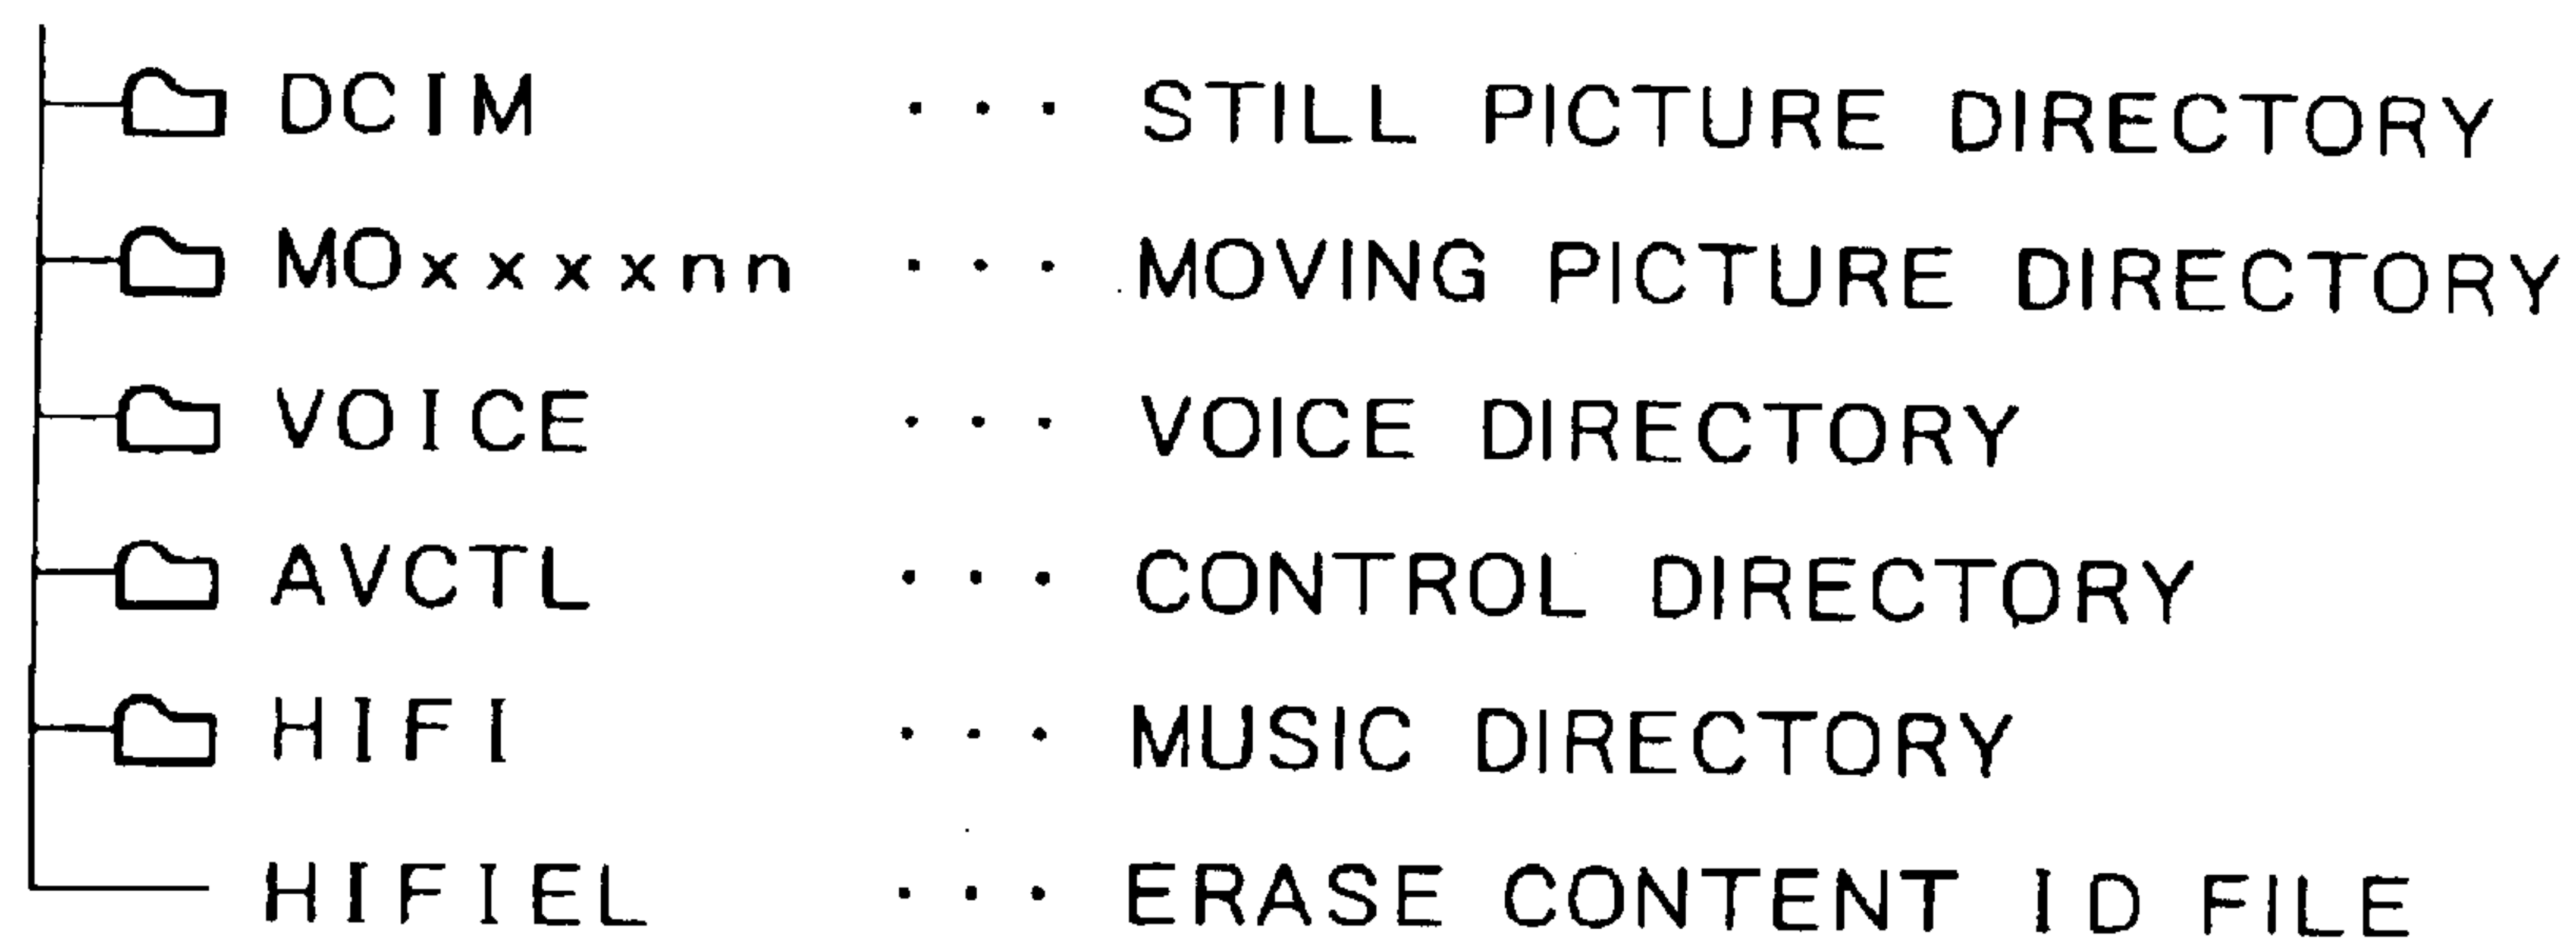 DCIM ... STILL PICTURE DIRECTORY
MOxxxxnn ... MOVING PICTURE DIRECTORY
VOICE ... VOICE DIRECTORY
AVCTL ... CONTROL DIRECTORY
HIFI ... MUSIC DIRECTORY
HIFIEL ... ERASE CONTENT ID FILE